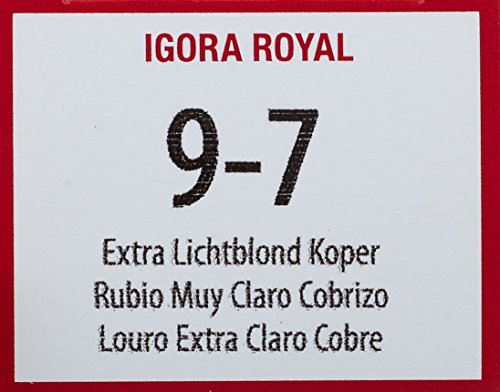 IGORA ROYAL
9-7
Extra Lichtblond Koper
Rubio Muy Claro Cobrizo
Louro Extra Claro Cobre